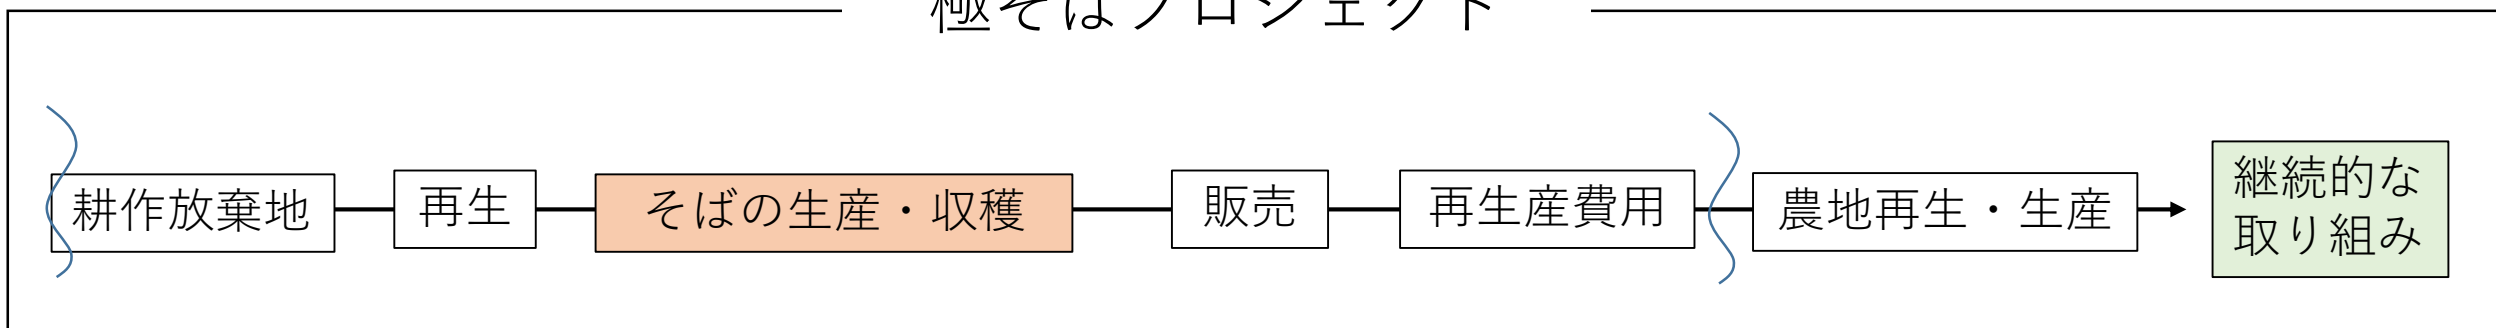 極そばプロジェクト
耕作放棄地
再生
そばの生産・収穫
販売
再生産費用
農地再生・生産
継続的な
取り組み